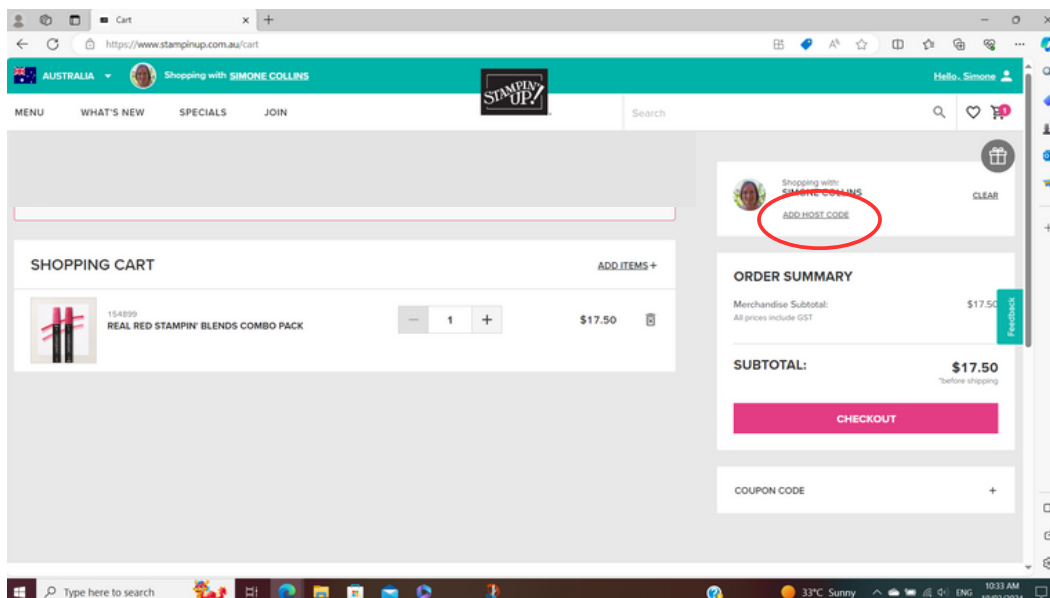 Cart
https://www.stampinup.com.au/cart
AUSTRALIA
Shopping with SIMONE COLLINS
Hello, Simone
STAMPIN' UP!
MENU WHAT'S NEW SPECIALS JOIN
Search
1
Shopping with:
SIMONE COLLINS
CLEAR
ADD HOST CODE
SHOPPING CART
ADD ITEMS +
154899
REAL RED STAMPIN' BLENDS COMBO PACK
1
$17.50
ORDER SUMMARY
Merchandise Subtotal: $17.50
All prices include GST
Feedback
SUBTOTAL: $17.50
*before shipping
CHECKOUT
COUPON CODE +
Type here to search
33°C Sunny
ENG
10:33 AM